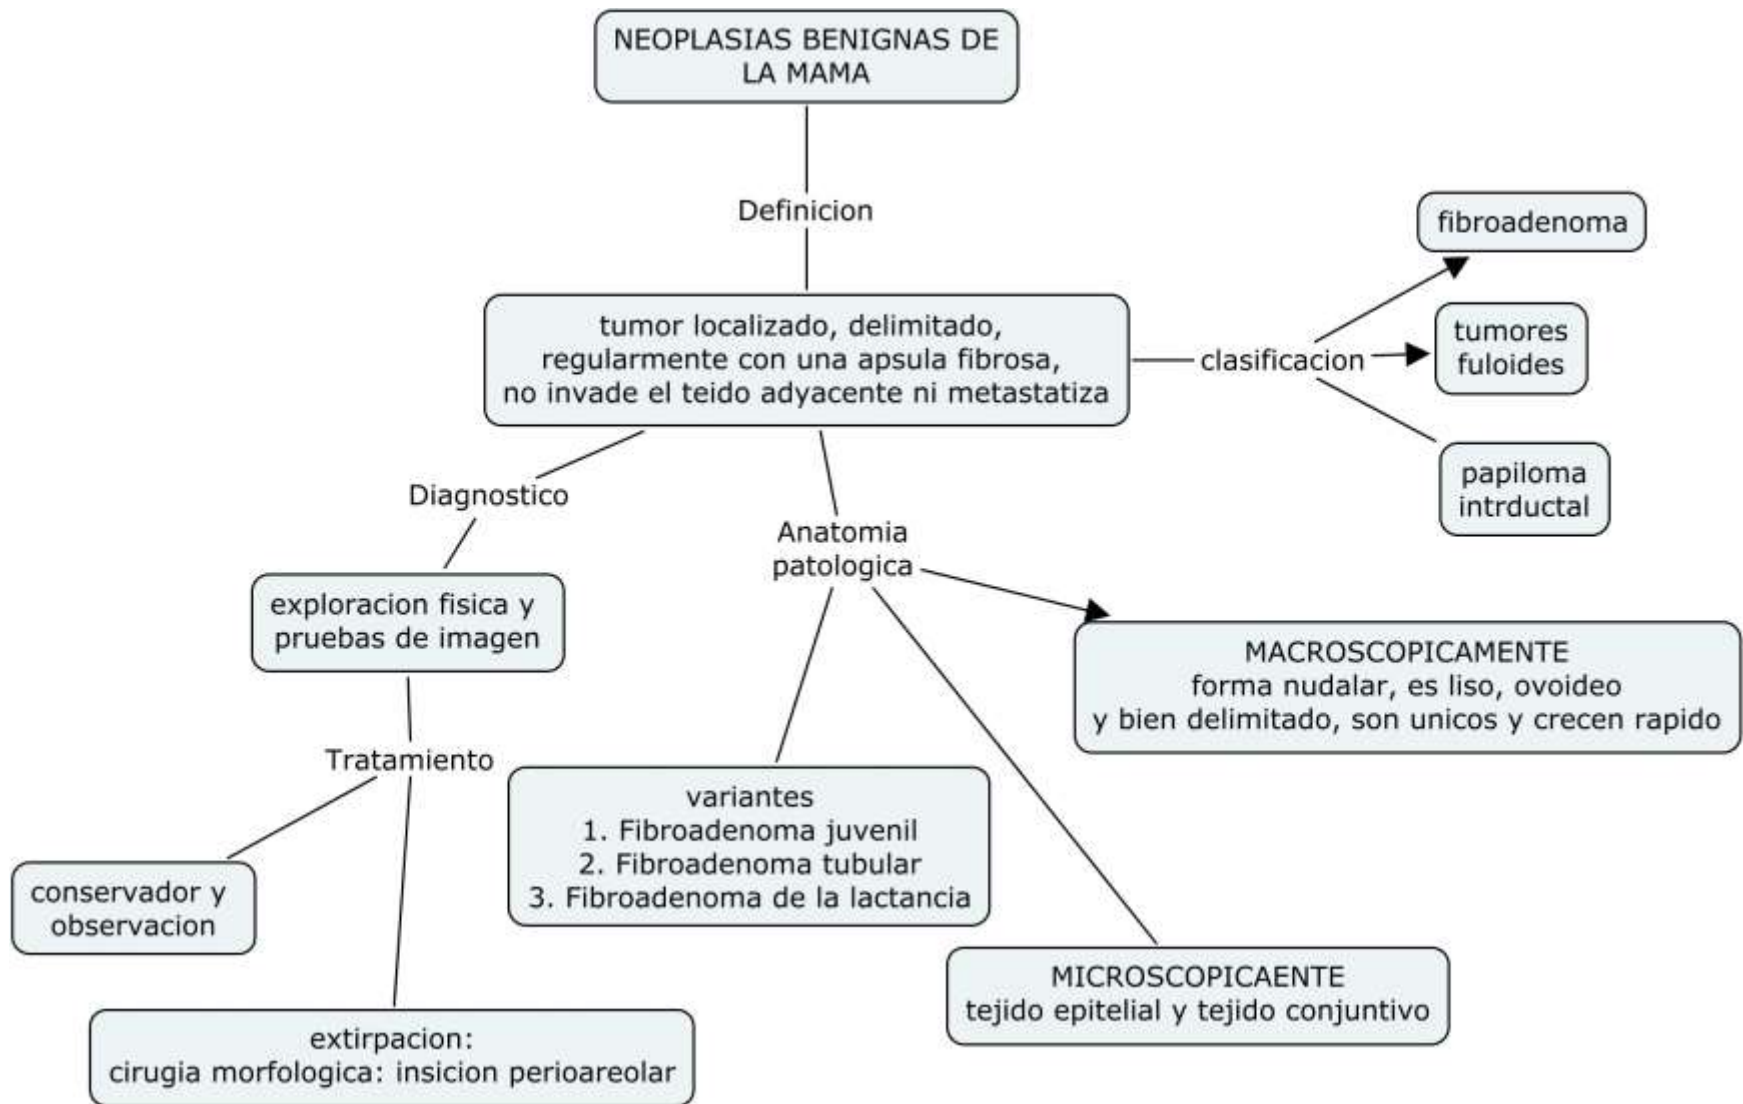 NEOPLASIAS BENIGNAS DE
LA MAMA
Definicion
tumor localizado, delimitado,
regularmente con una apsula fibrosa,
no invade el teido adyacente ni metastatiza
clasificacion
fibroadenoma
tumores
fuloides
papiloma
intrductal
Diagnostico
exploracion fisica y
pruebas de imagen
Tratamiento
conservador y
observacion
extirpacion:
cirugia morfologica: insicion perioareolar
Anatomia
patologica
variantes
1. Fibroadenoma juvenil
2. Fibroadenoma tubular
3. Fibroadenoma de la lactancia
MICROSCOPICAENTE
tejido epitelial y tejido conjuntivo
MACROSCOPICAMENTE
forma nudalar, es liso, ovoideo
y bien delimitado, son unicos y crecen rapido